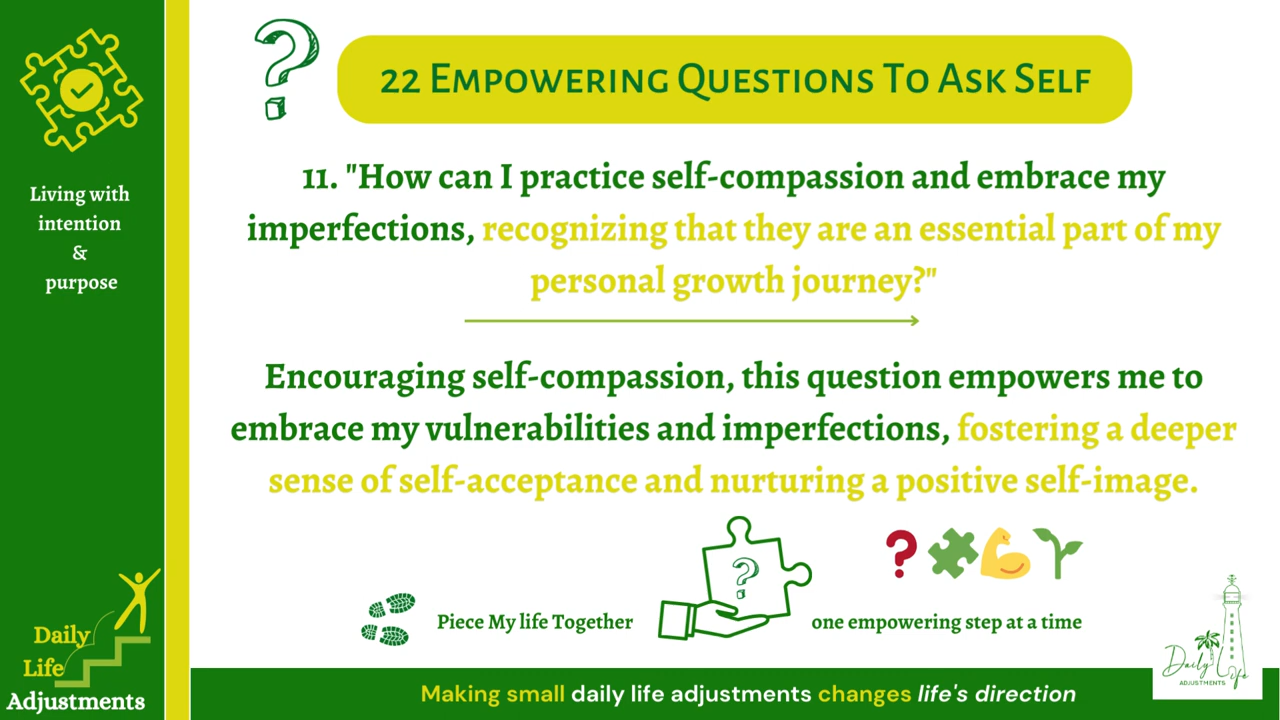 22 Empowering Questions To Ask Self
Living with
intention
&
purpose
11. "How can I practice self-compassion and embrace my
imperfections, recognizing that they are an essential part of my
personal growth journey?"
Encouraging self-compassion, this question empowers me to
embrace my vulnerabilities and imperfections, fostering a deeper
sense of self-acceptance and nurturing a positive self-image.
?
Piece My life Together
one empowering step at a time
Daily
Life
Adjustments
Making small daily life adjustments changes life's direction
Daily Life
ADJUSTMENTS